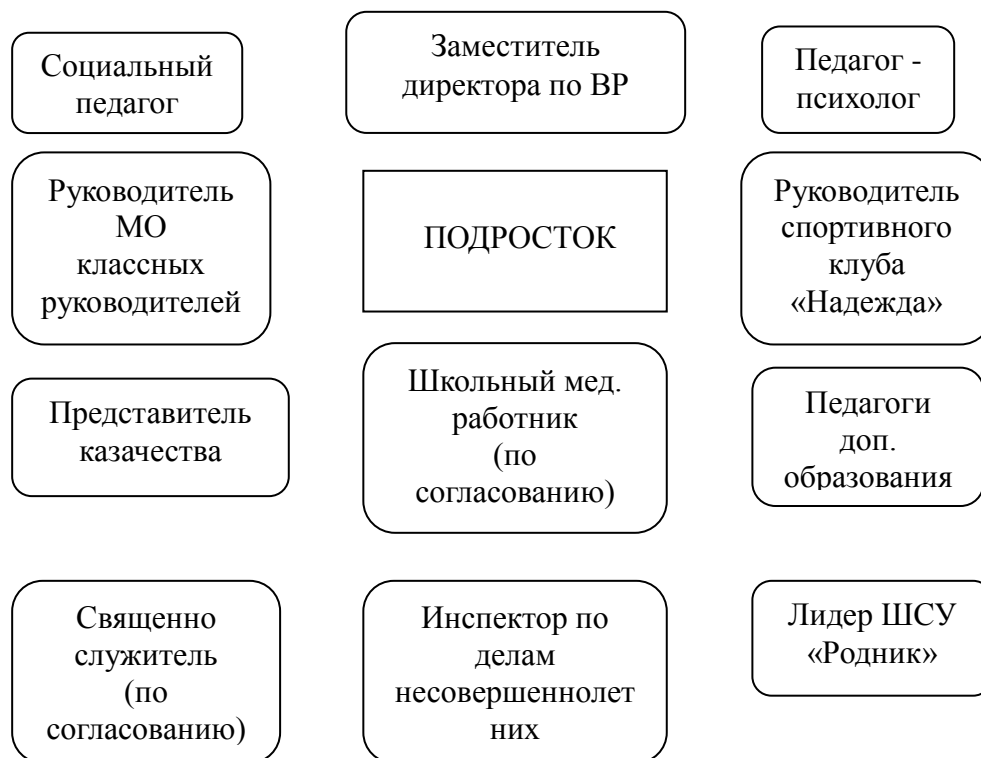 Социальный
педагог
Заместитель
директора по ВР
Педагог -
психолог
Руководитель
МО
классных
руководителей
ПОДРОСТОК
Руководитель
спортивного
клуба
«Надежда»
Представитель
казачества
Школьный мед.
работник
(по
согласованию)
Педагоги
доп.
образования
Священно
служитель
(по
согласованию)
Инспектор по
делам
несовершеннолет
них
Лидер ШСУ
«Родник»